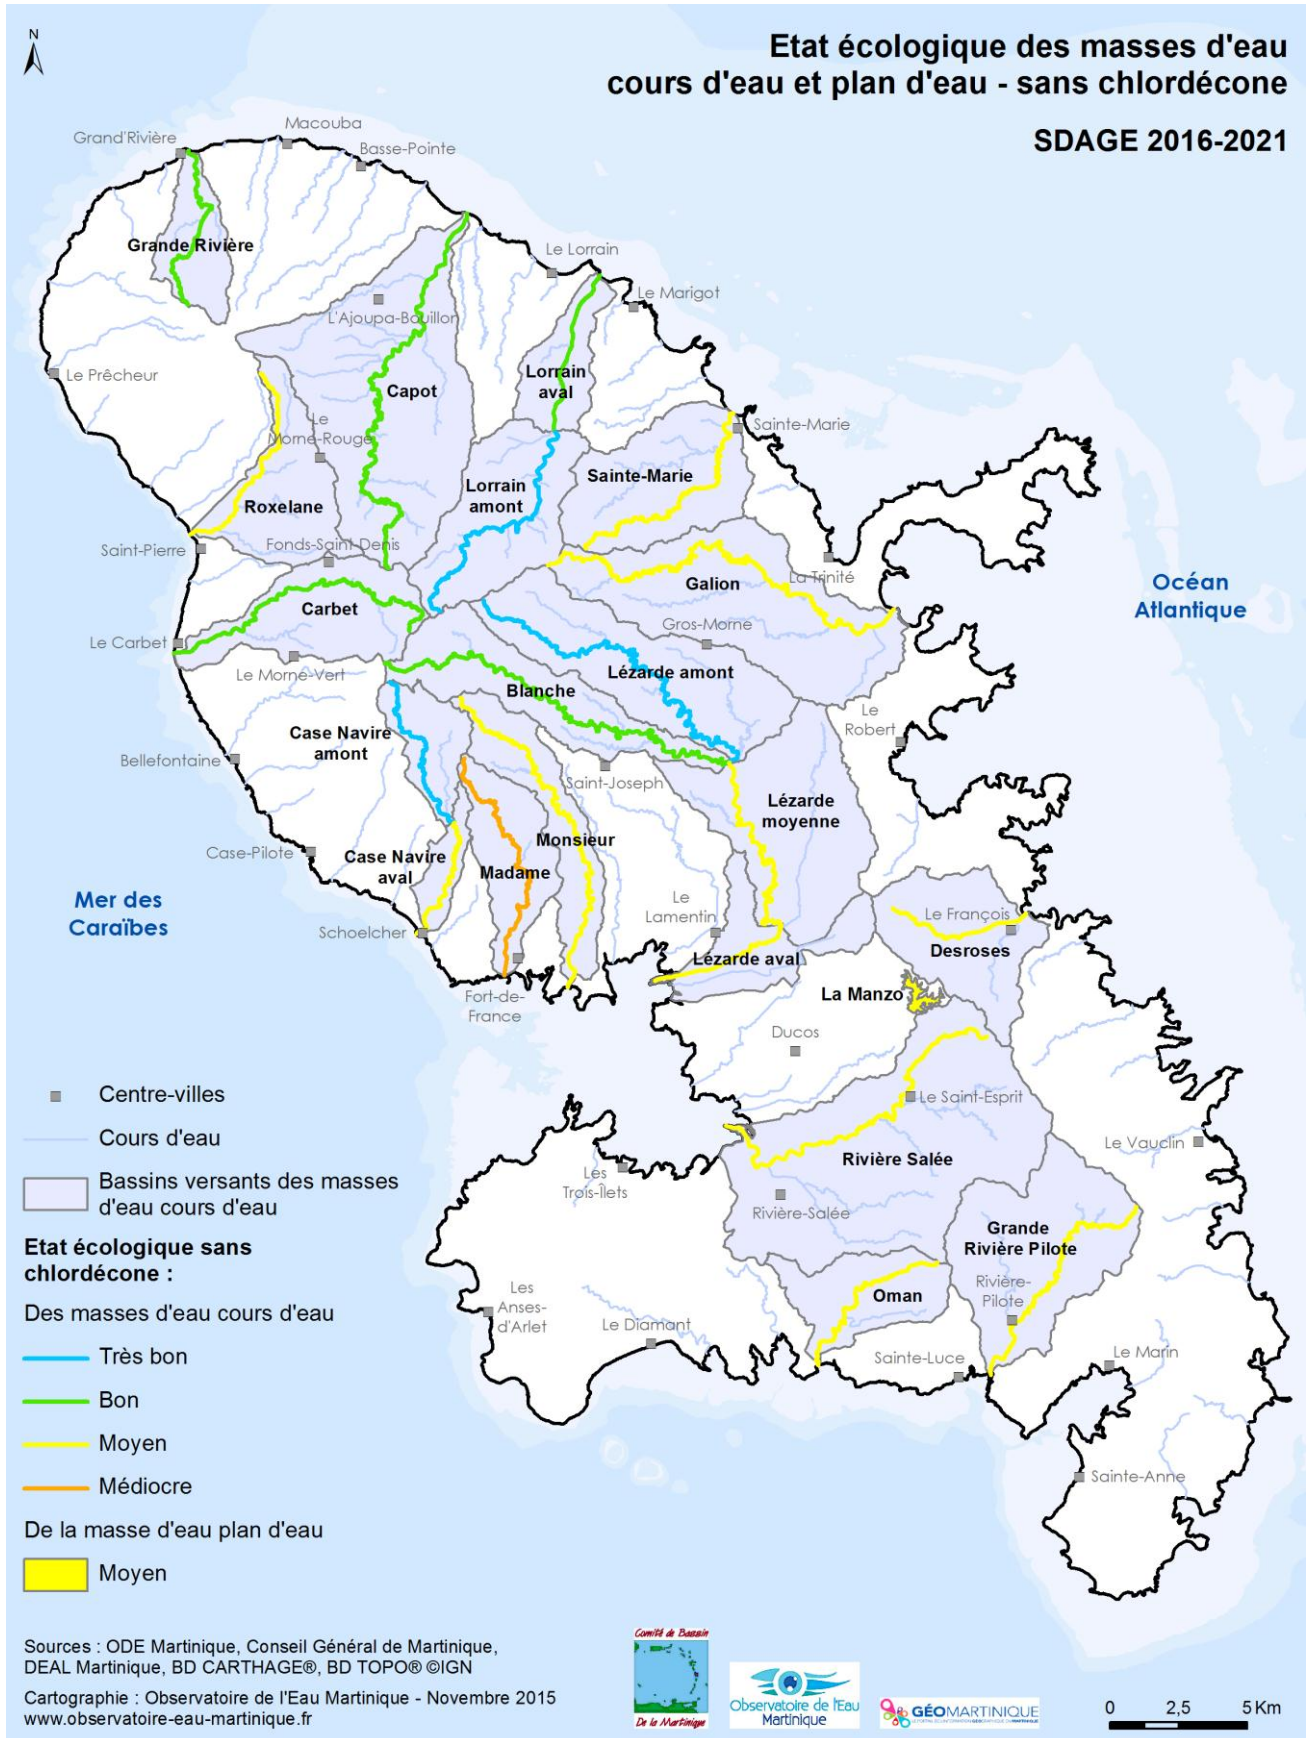 N
Etat écologique des masses d'eau
cours d'eau et plan d'eau - sans chlordécone
SDAGE 2016-2021
Macouba
Grand'Rivière
Basse-Pointe
Grande Rivière
Le Lorrain
Le Marigot
L'Ajoupa-Bouillon
Le Prêcheur
Capot
Lorrain
aval
Le
Morne-Rouge
Sainte-Marie
Sainte-Marie
Lorrain
amont
Roxelane
Saint-Pierre
Fonds-Saint-Denis
La Trinité
Galion
Océan
Atlantique
Carbet
Gros-Morne
Le Carbet
Le Morne-Vert
Lézarde amont
Blanche
Le
Robert
Case Navire
amont
Bellefontaine
Saint-Joseph
Lézarde
moyenne
Monsieur
Case-Pilote
Case Navire
aval
Madame
Mer des
Caraïbes
Le
Lamentin
Le François
Schoelcher
Desroses
Lézarde aval
La Manzo
Fort-de-
France
Ducos
Centre-villes
Le Saint-Esprit
Cours d'eau
Le Vauclin
Rivière Salée
Les
Trois-Îlets
Bassins versants des masses
d'eau cours d'eau
Rivière-Salée
Grande
Rivière Pilote
Etat écologique sans
chlordécone :
Rivière-
Pilote
Les
Anses-
d'Arlet
Oman
Des masses d'eau cours d'eau
Le Diamant
Sainte-Luce
Le Marin
Très bon
Bon
Moyen
Sainte-Anne
Médiocre
De la masse d'eau plan d'eau
Moyen
Sources : ODE Martinique, Conseil Général de Martinique,
DEAL Martinique, BD CARTHAGE®, BD TOPO® ©IGN
Cartographie : Observatoire de l'Eau Martinique - Novembre 2015
www.observatoire-eau-martinique.fr
Comité de Bassin
De la Martinique
Observatoire de l'Eau
Martinique
GÉOMARTINIQUE
0 2,5 5 Km